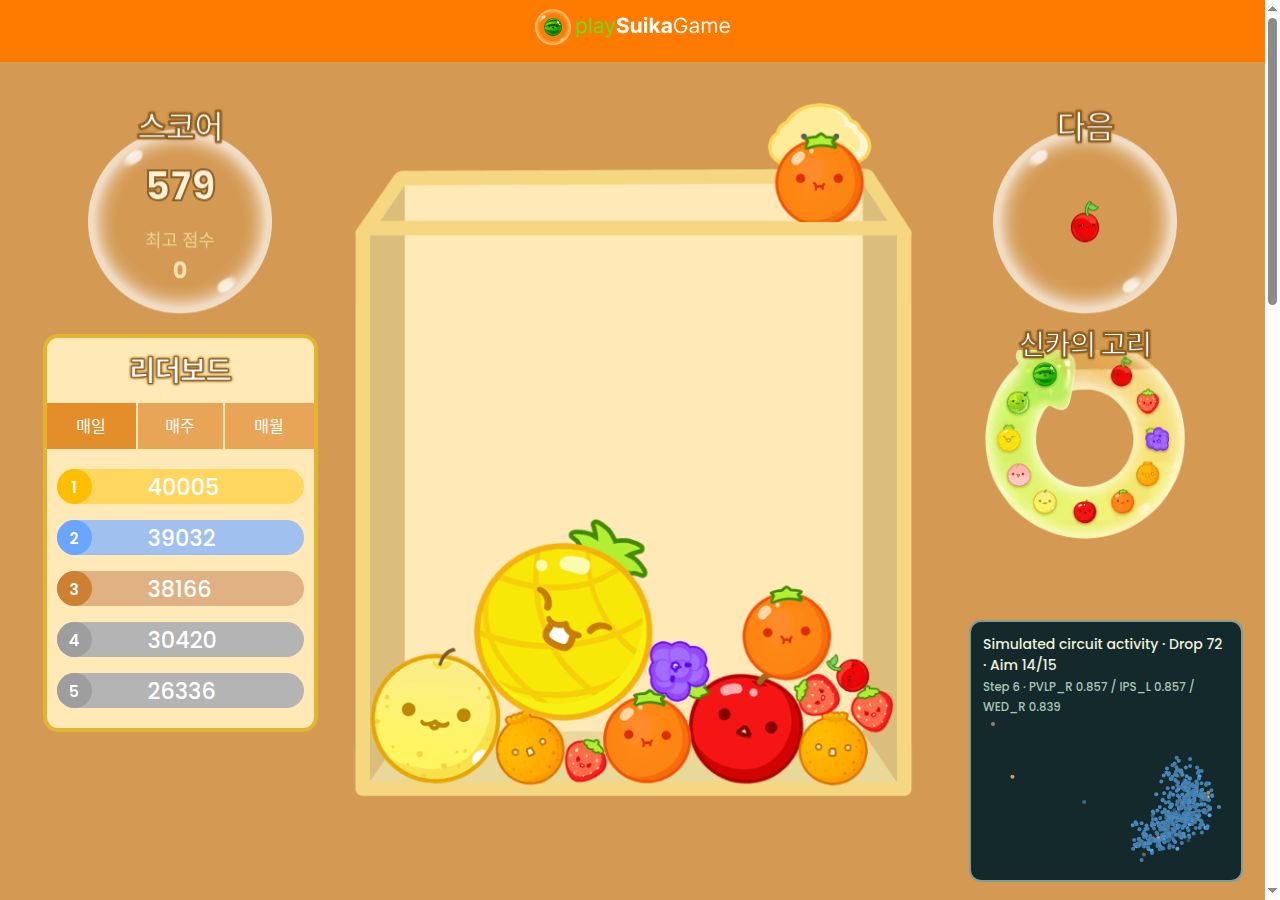 playSuikaGame
스코어
579
최고 점수
0
리더보드
매일 매주 매월
1 40005
2 39032
3 38166
4 30420
5 26336
다음
신카의 고리
Simulated circuit activity · Drop 72
· Aim 14/15
Step 6 · PVLP_R 0.857 / IPS_L 0.857 /
WED_R 0.839